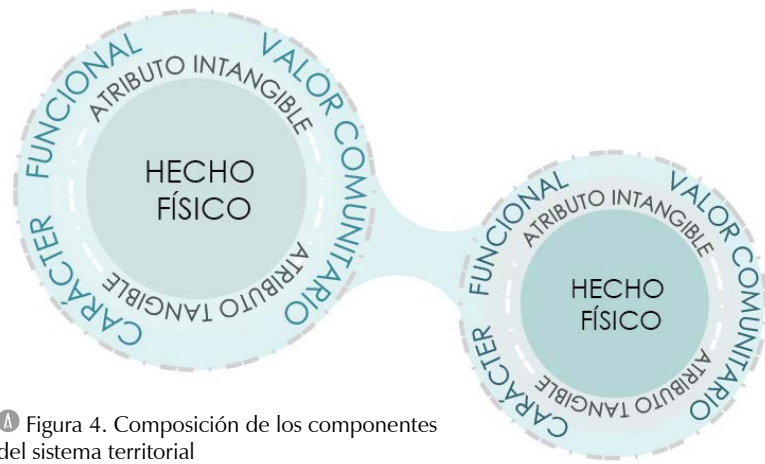 CARÁCTER FUNCIONAL
VALOR COMUNITARIO
ATRIBUTO INTANGIBLE
ATRIBUTO TANGIBLE
HECHO
FÍSICO
CARÁCTER FUNCIONAL
VALOR COMUNITARIO
ATRIBUTO INTANGIBLE
ATRIBUTO TANGIBLE
HECHO
FÍSICO
Figura 4. Composición de los componentes
del sistema territorial